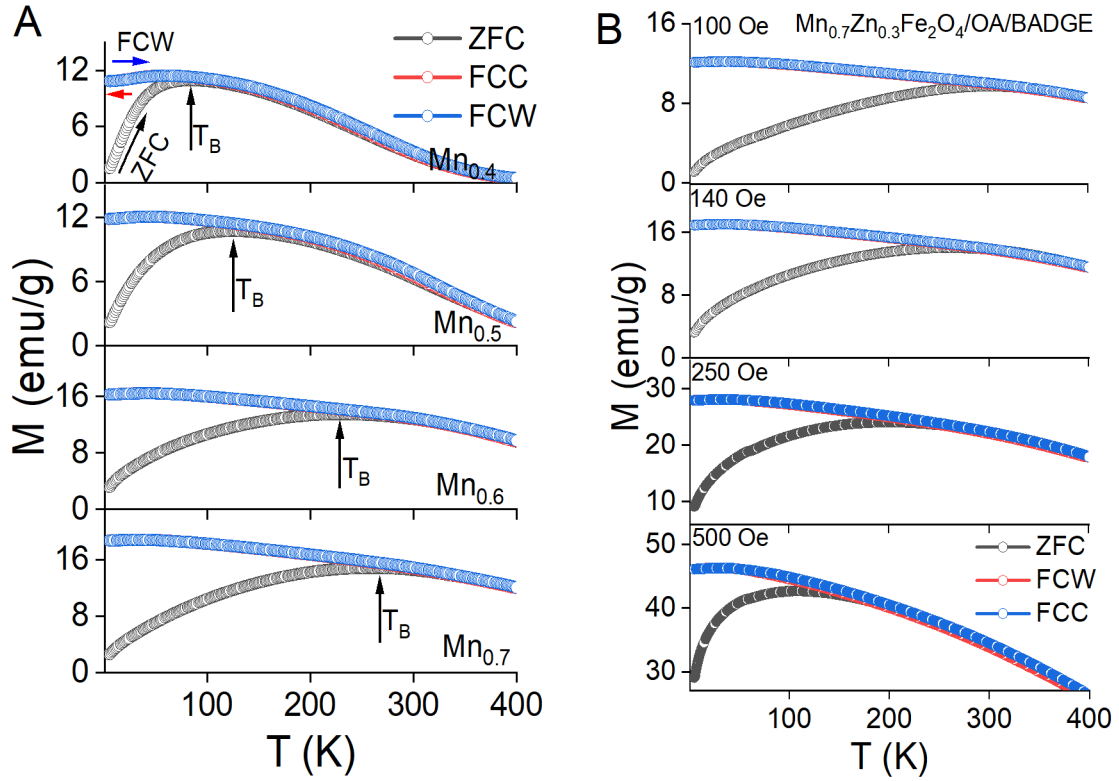 A
FCW
ZFC
FCC
FCW
ZFC
T_B
Mn_0.4
12
6
0
T_B
Mn_0.5
12
6
0
T_B
Mn_0.6
16
8
0
T_B
Mn_0.7
16
8
0
M (emu/g)
100 200 300 400
T (K)
B
100 Oe Mn_0.7Zn_0.3Fe_2O_4/OA/BADGE
16
8
0
140 Oe
16
8
0
250 Oe
30
20
10
500 Oe
ZFC
FCW
FCC
50
40
30
M (emu/g)
0 100 200 300 400
T (K)